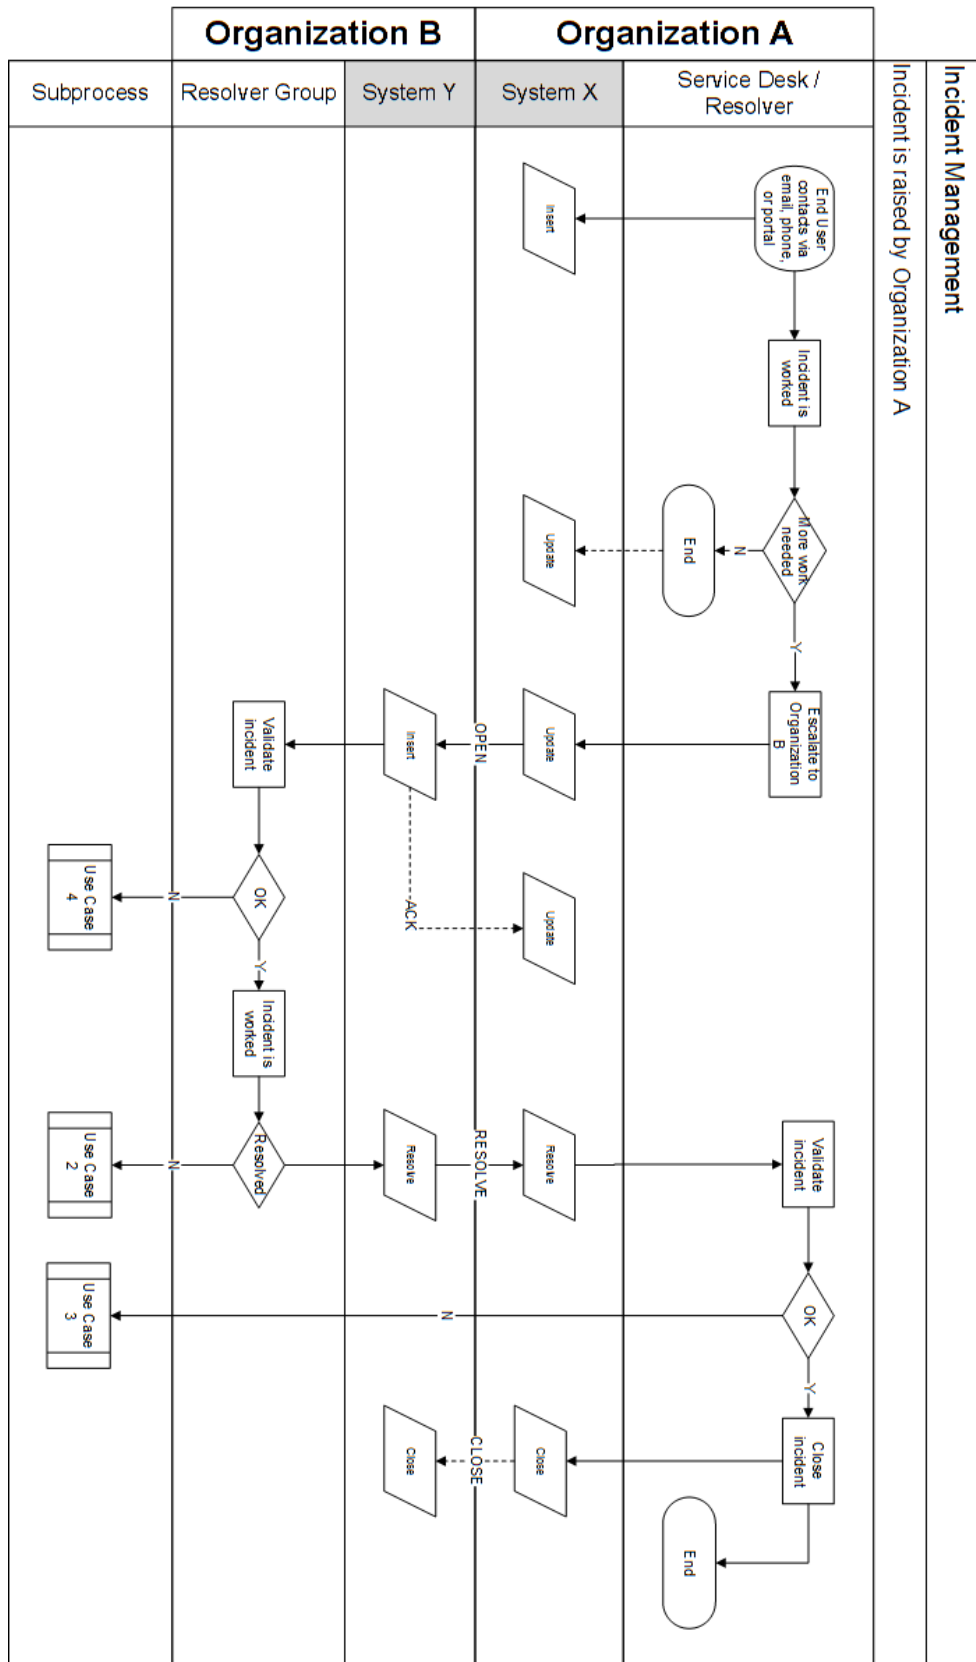 Incident Management
Incident is raised by Organization A
Organization B
Organization A
Subprocess
Resolver Group
System Y
System X
Service Desk /
Resolver
End User
contacts via
email, phone,
or portal
Insert
Incident is
worked
More work
needed
N
End
Update
Y
Escalate to
Organization
B
Update
OPEN
Insert
Validate
incident
ACK
Update
OK
N
Use Case
4
Y
Incident is
worked
Resolved
N
Use Case
2
Resolve
RESOLVE
Resolve
Validate
incident
OK
N
Use Case
3
Y
Close
incident
Close
CLOSE
Close
End